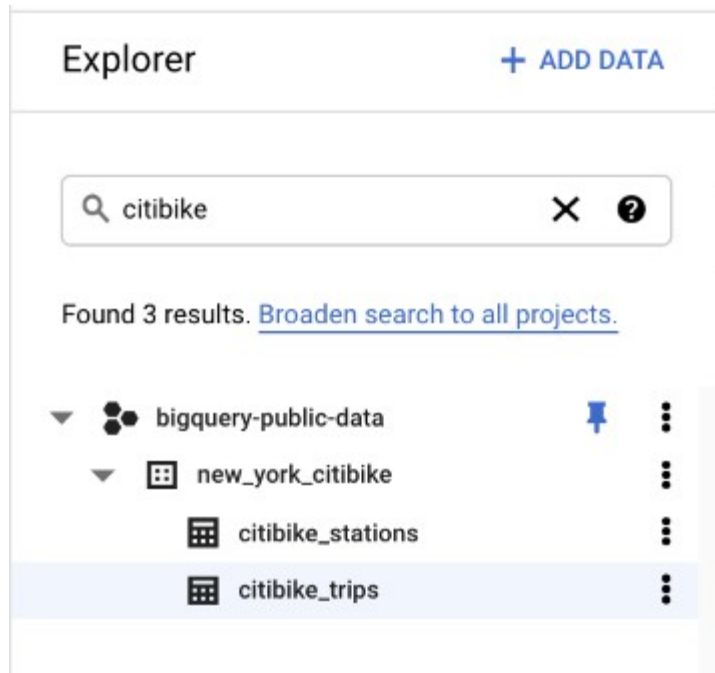 Explorer + ADD DATA
citibike
Found 3 results. Broaden search to all projects.
bigquery-public-data
new_york_citibike
citibike_stations
citibike_trips